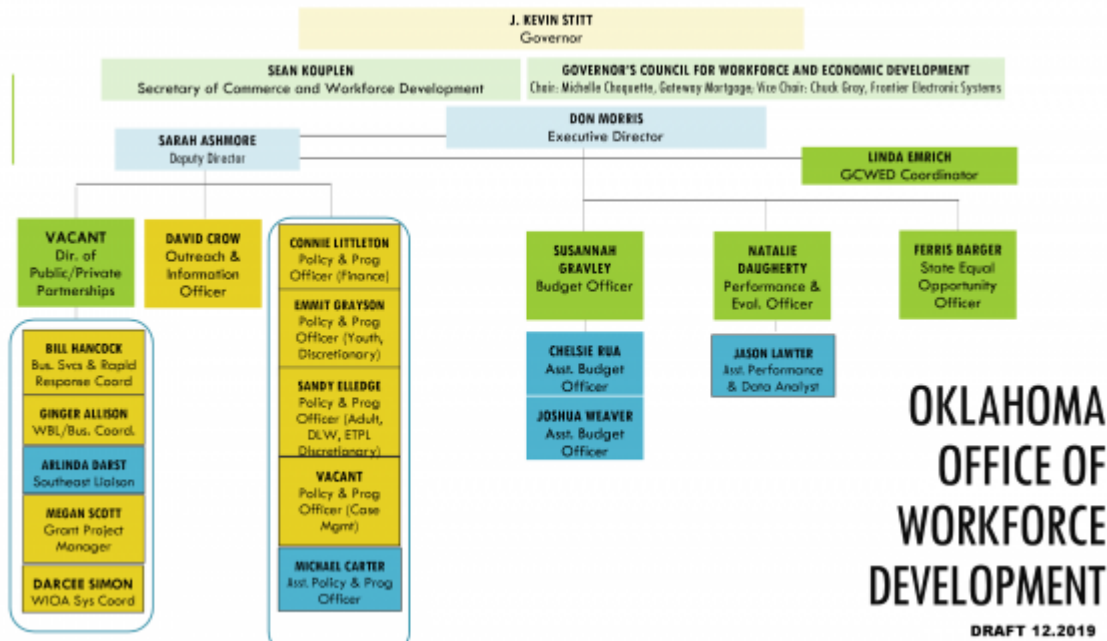 J. KEVIN STITT
Governor
SEAN KOUPLEN
Secretary of Commerce and Workforce Development
GOVERNOR'S COUNCIL FOR WORKFORCE AND ECONOMIC DEVELOPMENT
Chair: Michelle Choquette, Gateway Mortgage; Vice Chair: Chuck Gray, Frontier Electronic Systems
DON MORRIS
Executive Director
SARAH ASHMORE
Deputy Director
LINDA EMRICH
GCWED Coordinator
VACANT
Dir. of
Public/Private
Partnerships
DAVID CROW
Outreach &
Information
Officer
CONNIE LITTLETON
Policy & Prog
Officer (Finance)
EMMIT GRAYSON
Policy & Prog
Officer (Youth,
Discretionary)
SANDY ELLEDGE
Policy & Prog
Officer (Adult,
DLW, ETPL
Discretionary)
VACANT
Policy & Prog
Officer (Case
Mgmt)
MICHAEL CARTER
Asst. Policy & Prog
Officer
BILL HANCOCK
Bus. Svcs & Rapid
Response Coord
GINGER ALLISON
WBL/Bus. Coord.
ARLINDA DARST
Southeast Liaison
MEGAN SCOTT
Grant Project
Manager
DARCEE SIMON
WIOA Sys Coord
SUSANNAH
GRAVLEY
Budget Officer
CHELSIE RUA
Asst. Budget
Officer
JOSHUA WEAVER
Asst. Budget
Officer
NATALIE
DAUGHERTY
Performance &
Eval. Officer
JASON LAWTER
Asst. Performance
& Data Analyst
FERRIS BARGER
State Equal
Opportunity
Officer
OKLAHOMA
OFFICE OF
WORKFORCE
DEVELOPMENT
DRAFT 12.2019